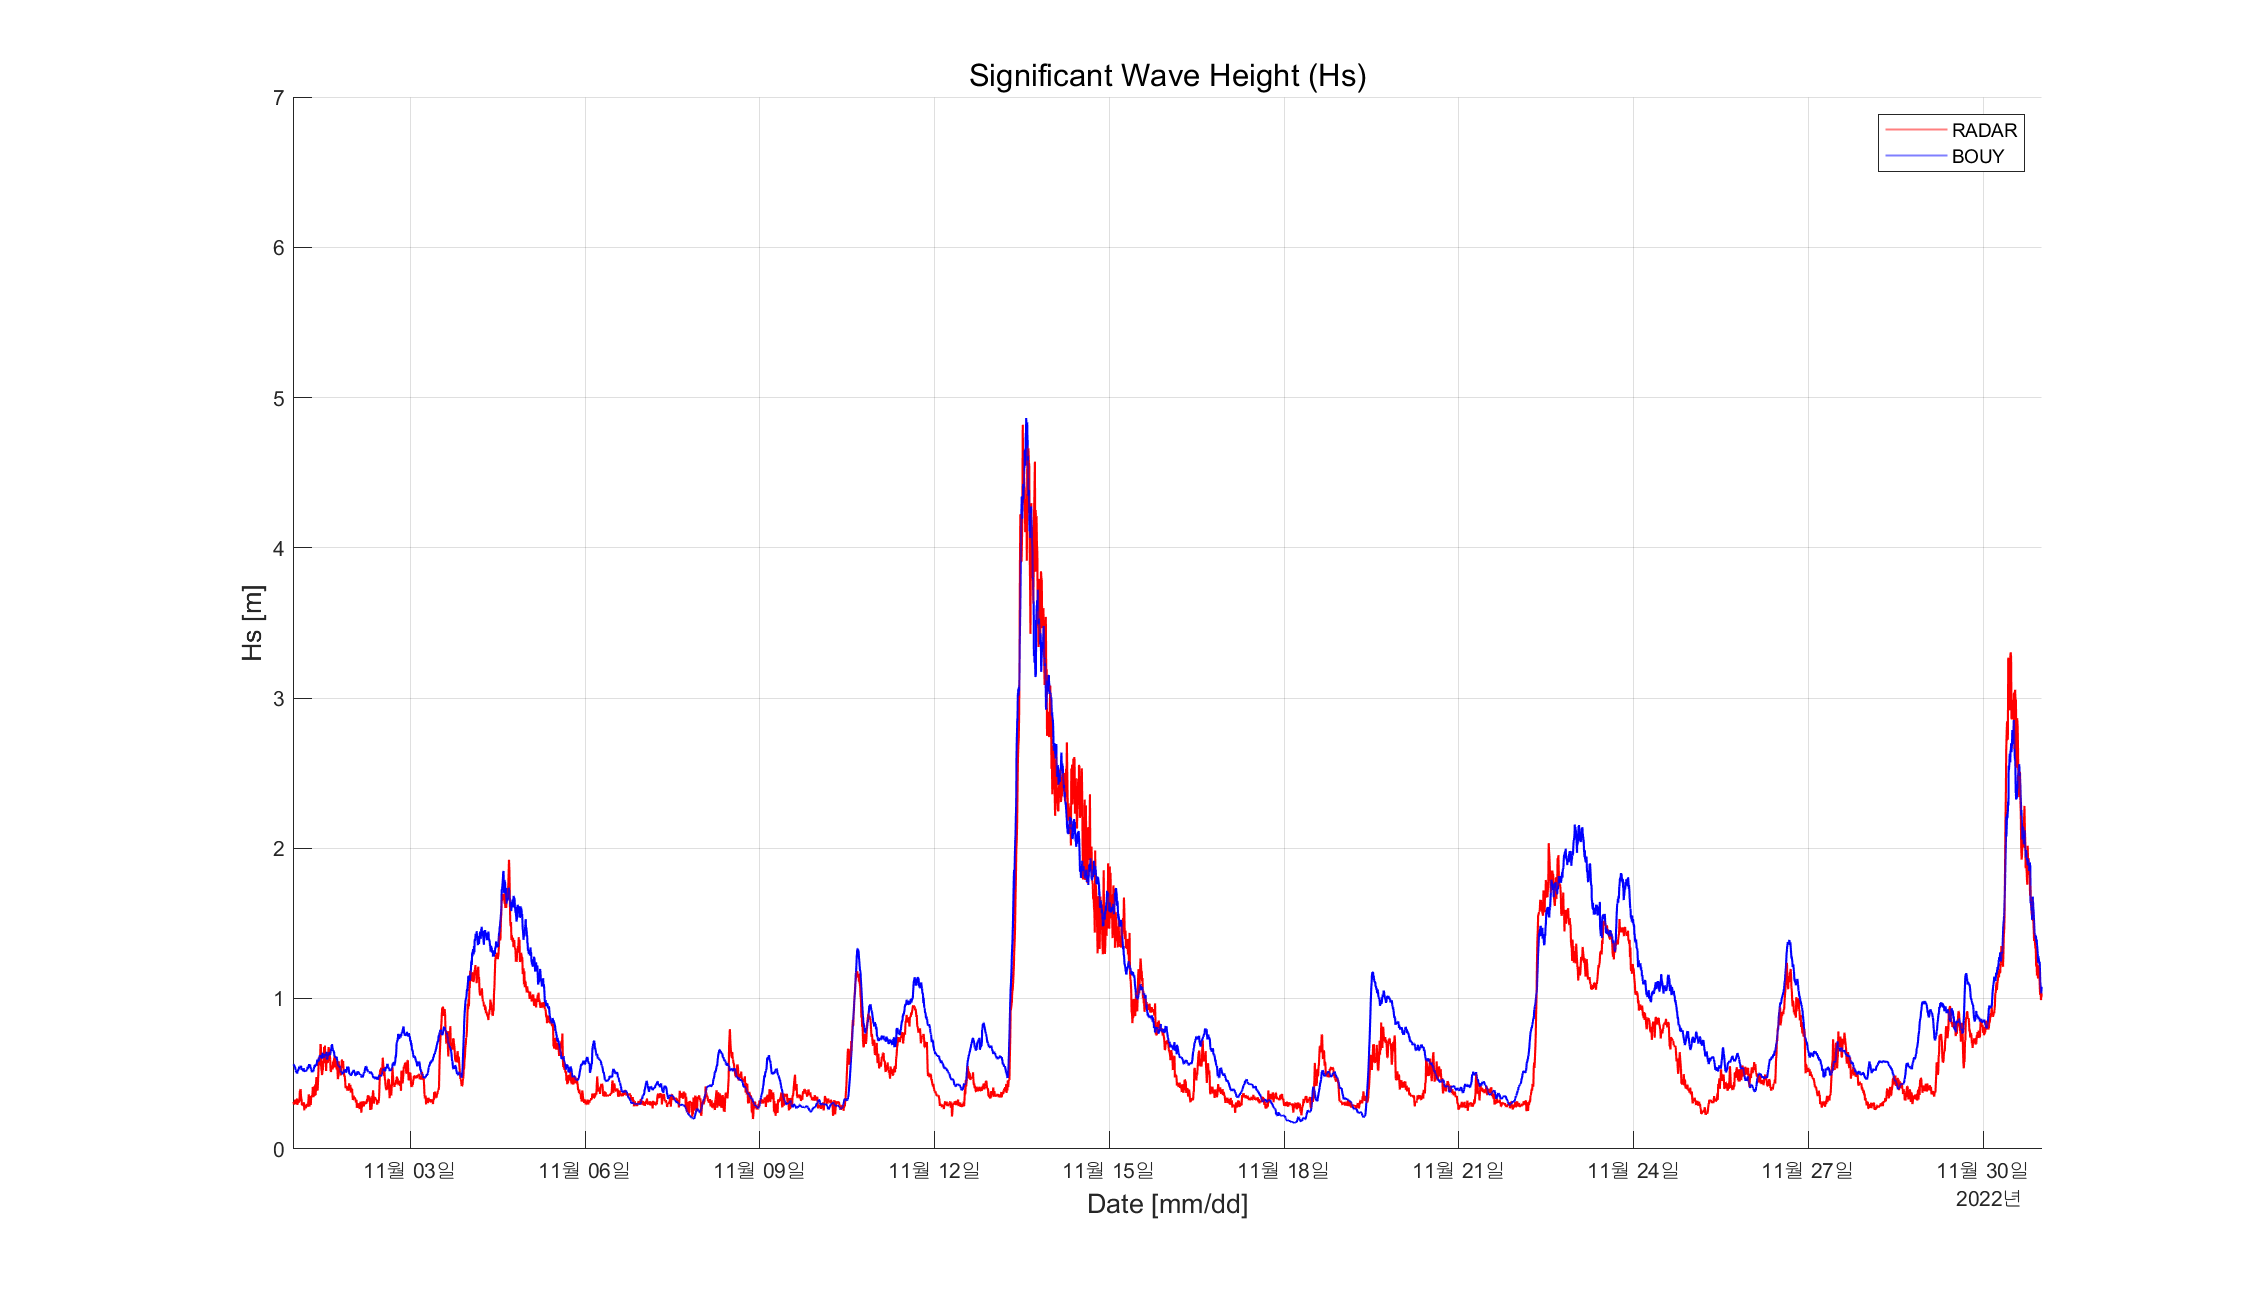 Significant Wave Height (Hs)
RADAR
BOUY
7
6
5
4
3
2
1
0
Hs [m]
11월 03일
11월 06일
11월 09일
11월 12일
11월 15일
11월 18일
11월 21일
11월 24일
11월 27일
11월 30일
2022년
Date [mm/dd]